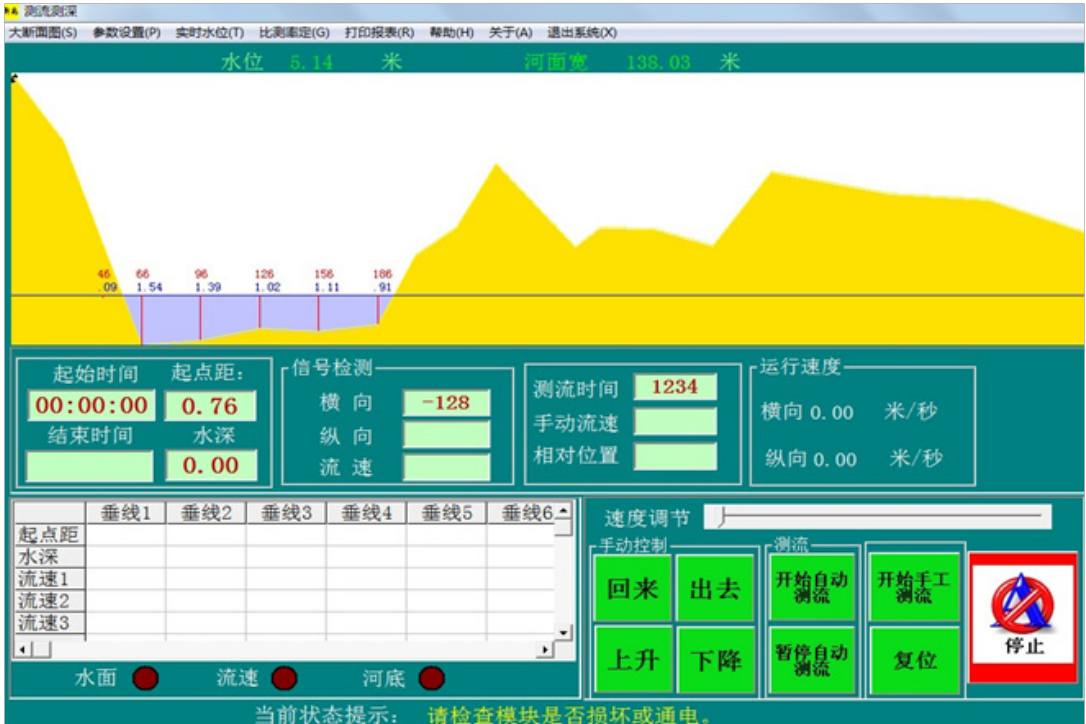 测流测深
大断面图(S) 参数设置(P) 实时水位(T) 比测率定(G) 打印报表(R) 帮助(H) 关于(A) 退出系统(X)
水位 5.14 米 河面宽 138.03 米
46 66 96 126 156 186
.09 1.54 1.39 1.02 1.11 .91
起始时间 起点距:
00:00:00 0.76
结束时间 水深
0.00
信号检测
横 向 -128
纵 向
流 速
测流时间 1234
手动流速
相对位置
运行速度
横向 0.00 米/秒
纵向 0.00 米/秒
垂线1 垂线2 垂线3 垂线4 垂线5 垂线6
起点距
水深
流速1
流速2
流速3
水面 流速 河底
速度调节
手动控制
回来 出去
上升 下降
测流
开始自动
测流
暂停自动
测流
开始手工
测流
复位
停止
当前状态提示: 请检查模块是否损坏或通电。